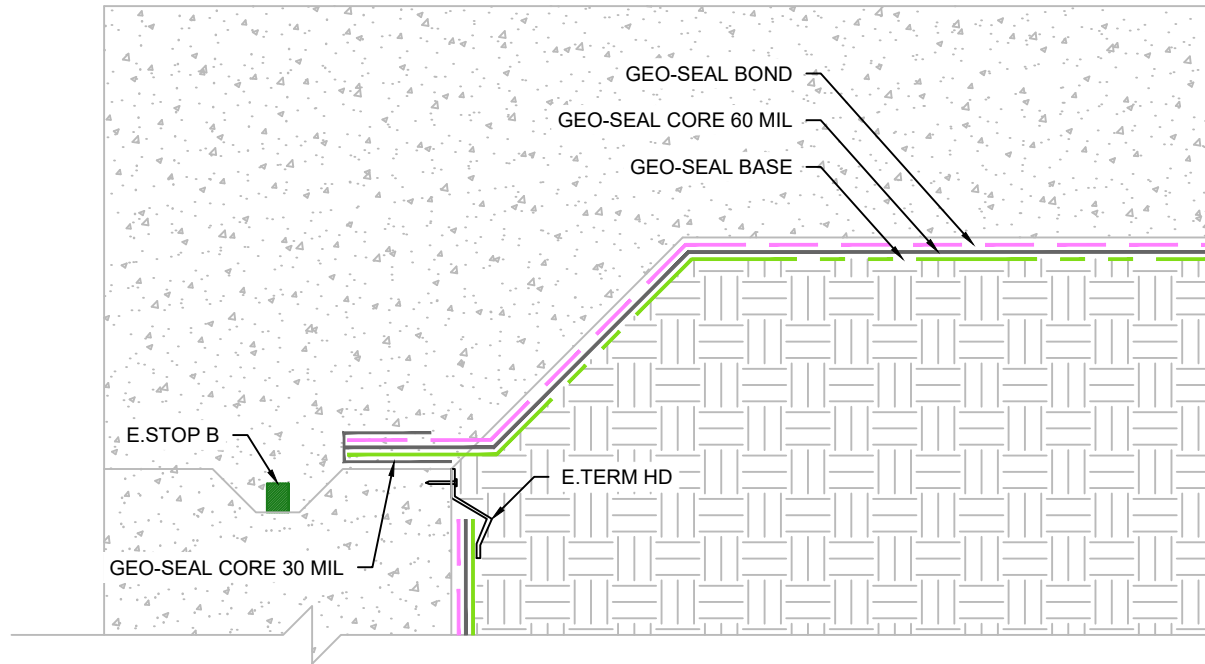 GEO-SEAL BOND
GEO-SEAL CORE 60 MIL
GEO-SEAL BASE
E.STOP B
E.TERM HD
GEO-SEAL CORE 30 MIL